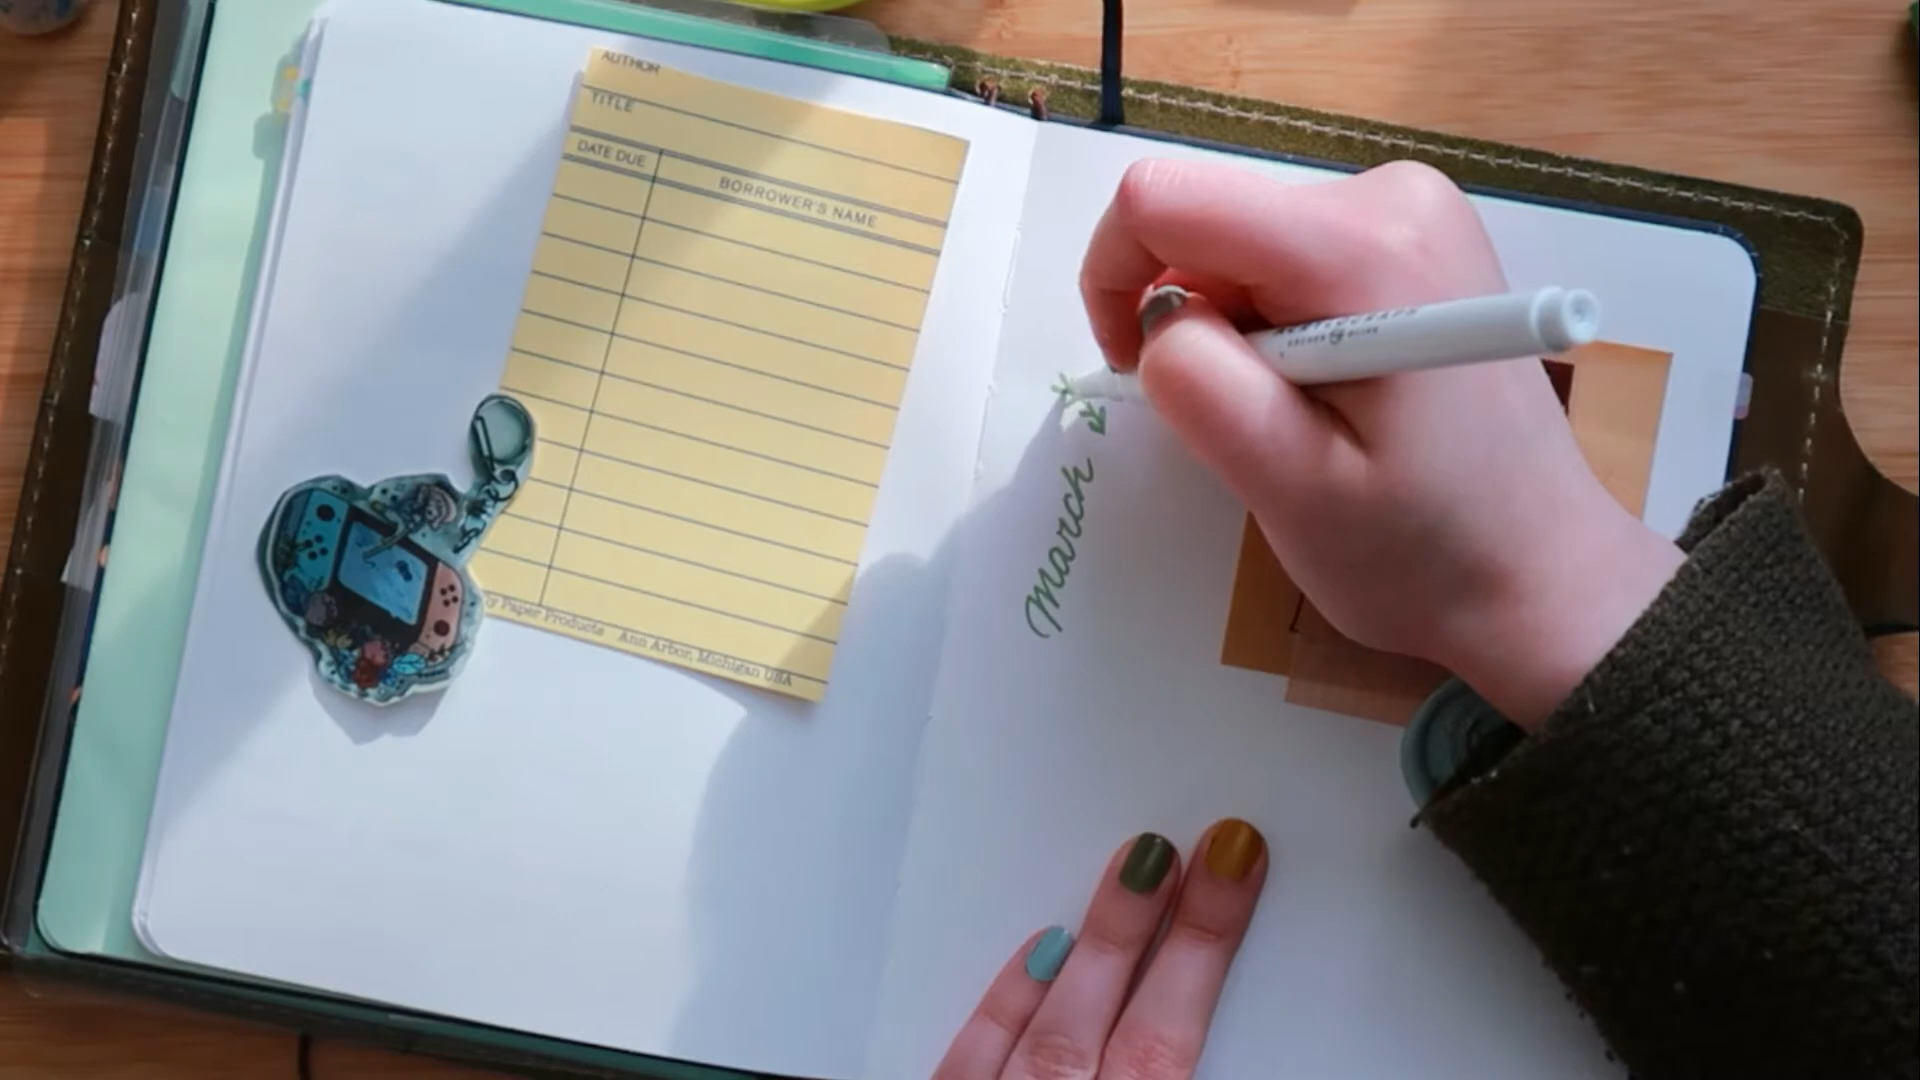 AUTHOR
TITLE
DATE DUE
BORROWER'S NAME
Paper Products Ann Arbor, Michigan USA
March